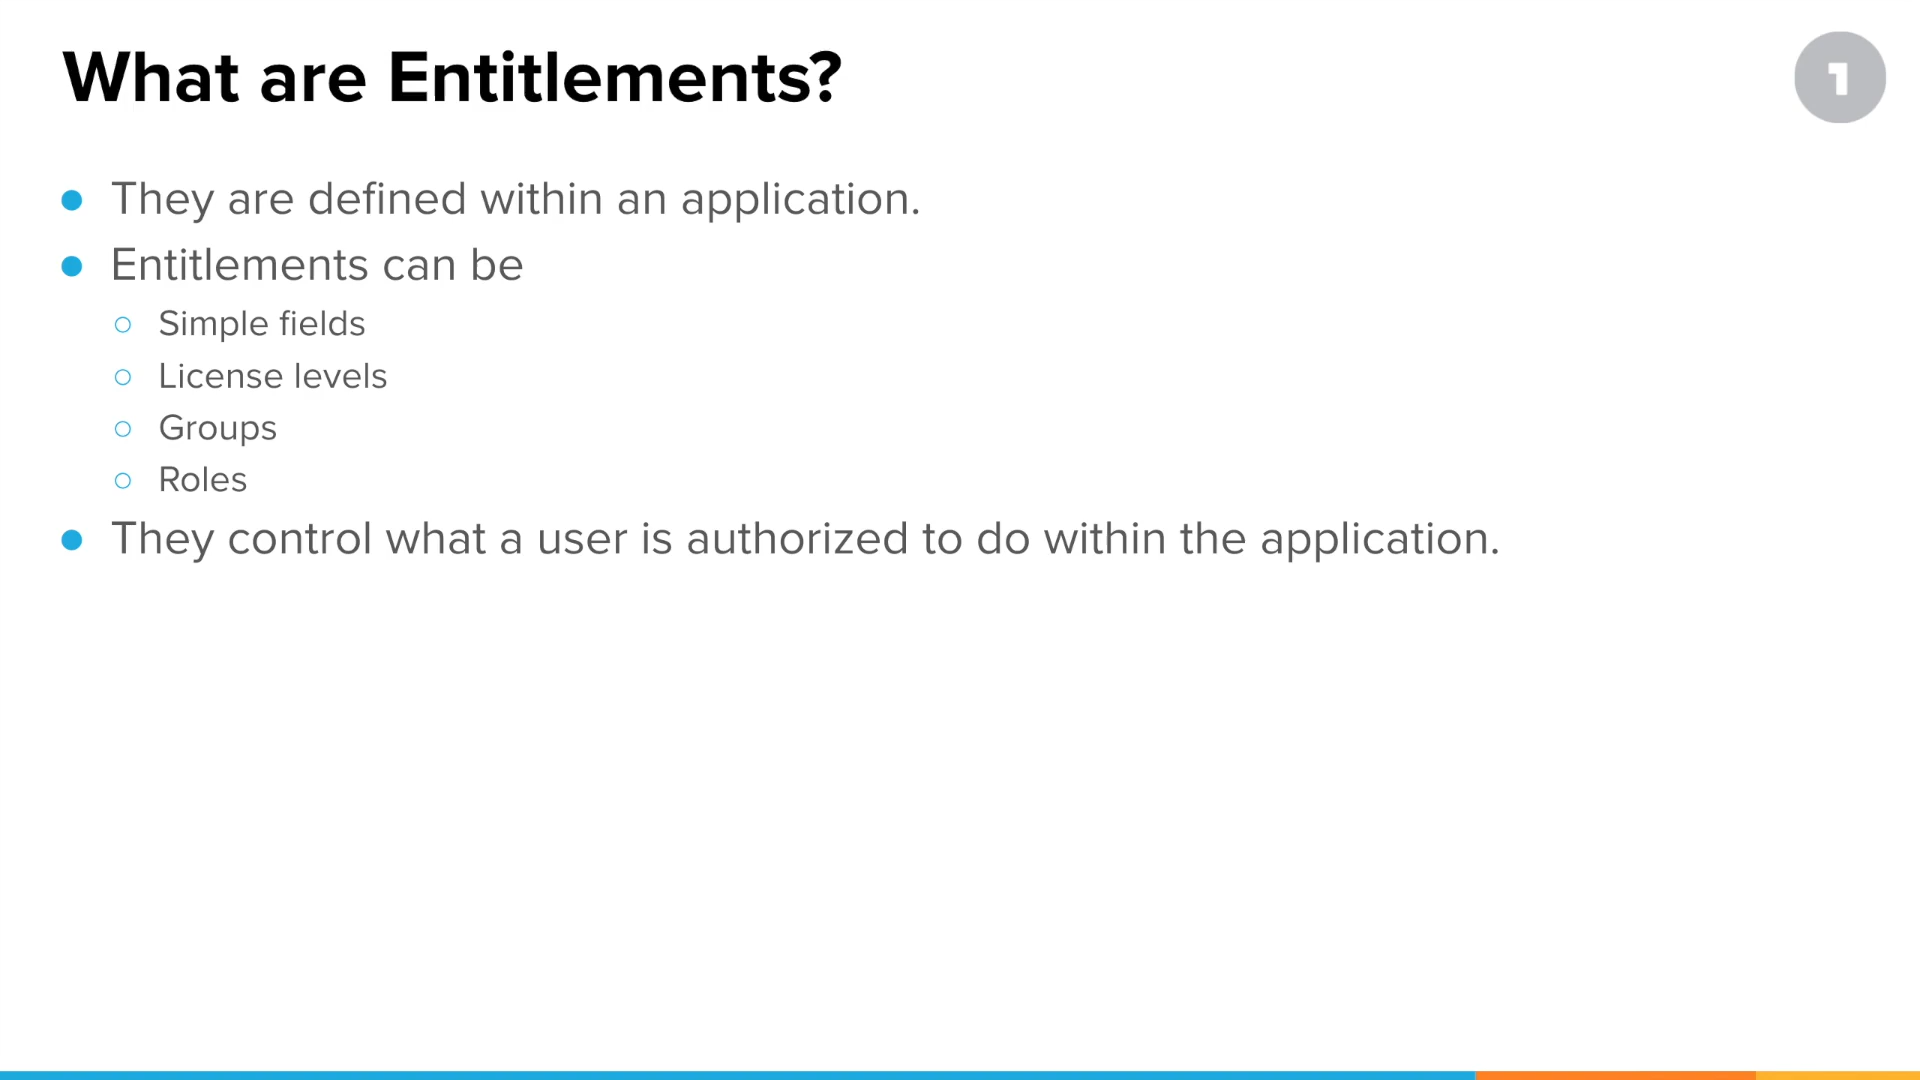 What are Entitlements?
1
They are defined within an application.
Entitlements can be
Simple fields
License levels
Groups
Roles
They control what a user is authorized to do within the application.